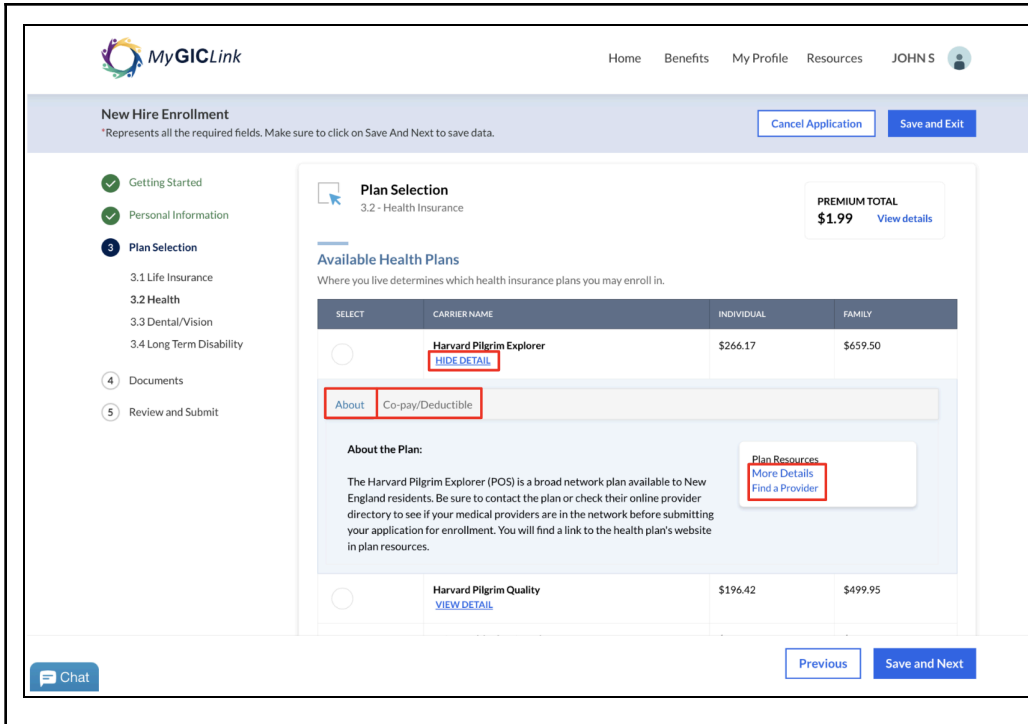 MyGICLink
Home Benefits My Profile Resources JOHN S
New Hire Enrollment
*Represents all the required fields. Make sure to click on Save And Next to save data.
Cancel Application Save and Exit
Getting Started
Personal Information
3 Plan Selection
3.1 Life Insurance
3.2 Health
3.3 Dental/Vision
3.4 Long Term Disability
4 Documents
5 Review and Submit
Plan Selection
3.2 - Health Insurance
PREMIUM TOTAL
$1.99 View details
Available Health Plans
Where you live determines which health insurance plans you may enroll in.
SELECT CARRIER NAME INDIVIDUAL FAMILY
Harvard Pilgrim Explorer $266.17 $659.50
HIDE DETAIL
About Co-pay/Deductible
About the Plan:
The Harvard Pilgrim Explorer (POS) is a broad network plan available to New
England residents. Be sure to contact the plan or check their online provider
directory to see if your medical providers are in the network before submitting
your application for enrollment. You will find a link to the health plan's website
in plan resources.
Plan Resources
More Details
Find a Provider
Harvard Pilgrim Quality $196.42 $499.95
VIEW DETAIL
Previous Save and Next
Chat